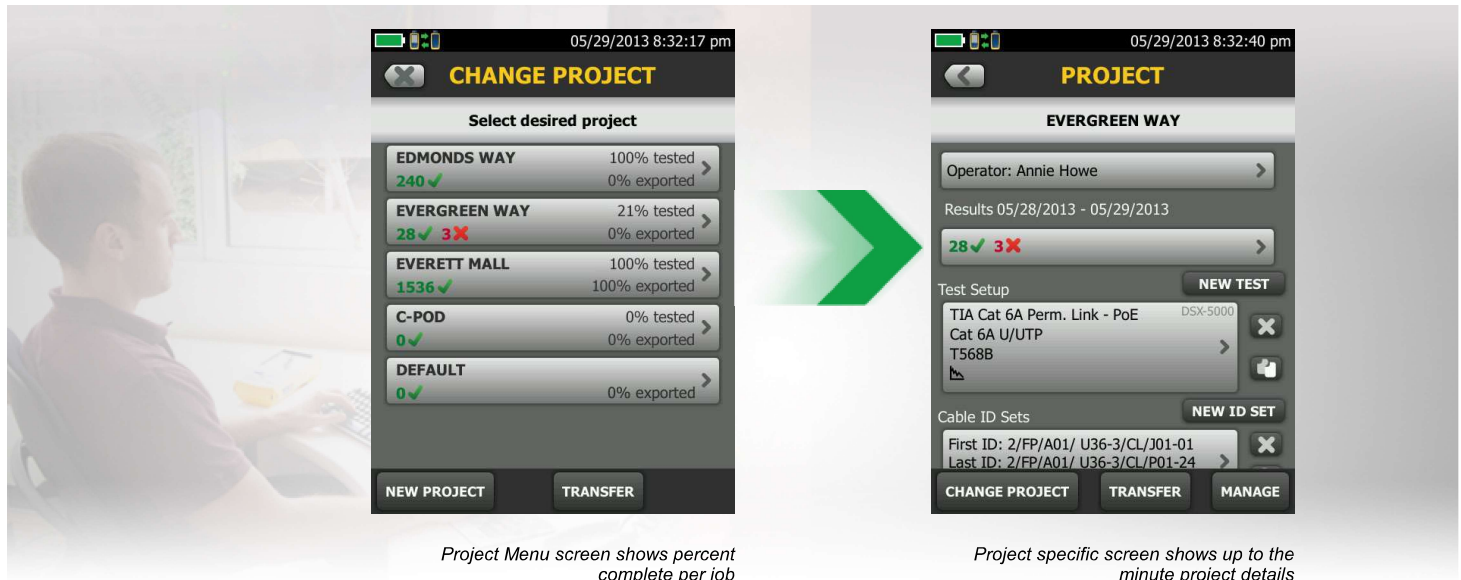 05/29/2013 8:32:17 pm
CHANGE PROJECT
Select desired project
EDMONDS WAY 100% tested
240 0% exported
EVERGREEN WAY 21% tested
28 3 0% exported
EVERETT MALL 100% tested
1536 100% exported
C-POD 0% tested
0 0% exported
DEFAULT
0 0% exported
NEW PROJECT TRANSFER
Project Menu screen shows percent
complete per job
05/29/2013 8:32:40 pm
PROJECT
EVERGREEN WAY
Operator: Annie Howe
Results 05/28/2013 - 05/29/2013
28 3
Test Setup NEW TEST
TIA Cat 6A Perm. Link - PoE DSX-5000
Cat 6A U/UTP
T568B
Cable ID Sets NEW ID SET
First ID: 2/FP/A01/ U36-3/CL/J01-01
Last ID: 2/FP/A01/ U36-3/CL/P01-24
CHANGE PROJECT TRANSFER MANAGE
Project specific screen shows up to the
minute project details